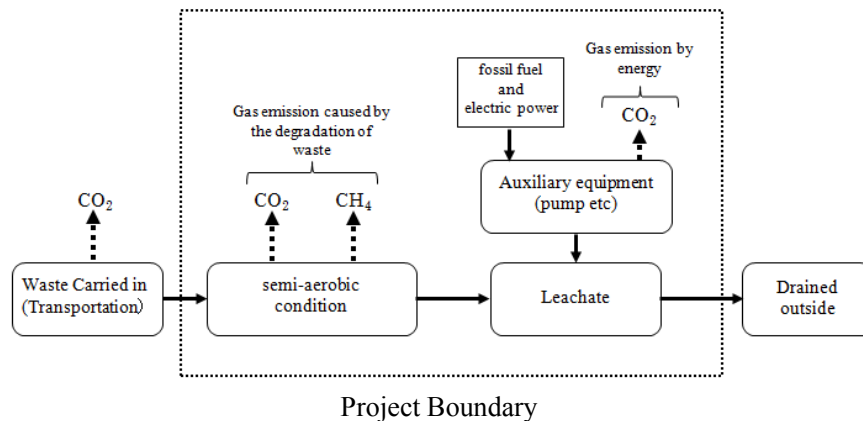 Gas emission by
energy
fossil fuel
and
electric power
CO₂
Gas emission caused by
the degradation of
waste
Auxiliary equipment
(pump etc)
CO₂
CO₂
CH₄
Waste Carried in
(Transportation)
semi-aerobic
condition
Leachate
Drained
outside
Project Boundary